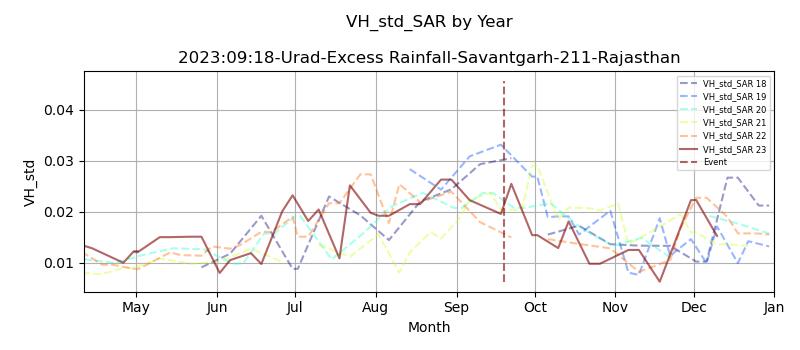 VH_std_SAR by Year
2023:09:18-Urad-Excess Rainfall-Savantgarh-211-Rajasthan
VH_std_SAR 18
VH_std_SAR 19
VH_std_SAR 20
VH_std_SAR 21
VH_std_SAR 22
VH_std_SAR 23
Event
0.04
0.03
0.02
0.01
VH_std
May Jun Jul Aug Sep Oct Nov Dec Jan
Month